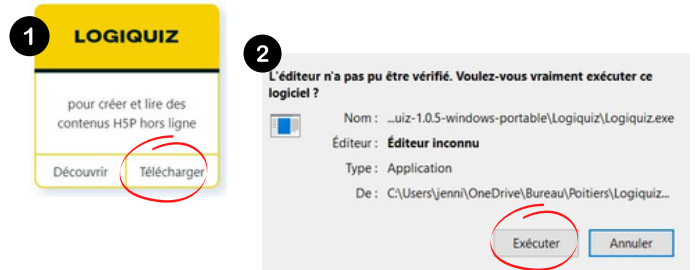 1
LOGIQUIZ
pour créer et lire des
contenus H5P hors ligne
Découvrir
Télécharger
2
L'éditeur n'a pas pu être vérifié. Voulez-vous vraiment exécuter ce
logiciel ?
Nom : ...uiz-1.0.5-windows-portable\Logiquiz\Logiquiz.exe
Éditeur : Éditeur inconnu
Type : Application
De : C:\Users\jenni\OneDrive\Bureau\Poitiers\Logiquiz...
Exécuter
Annuler